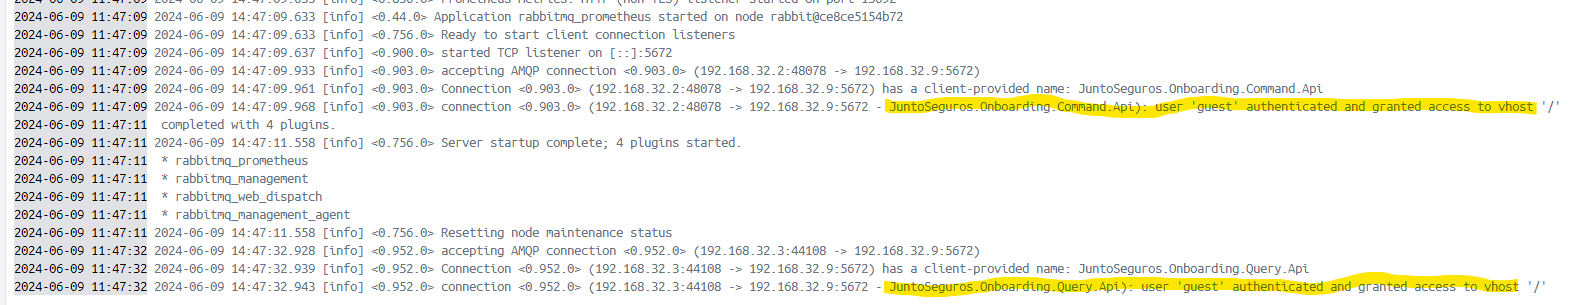 2024-06-09 11:47:09 2024-06-09 14:47:09.633 [info] <0.44.0> Application rabbitmq_prometheus started on node rabbit@ce8ce5154b72
2024-06-09 11:47:09 2024-06-09 14:47:09.633 [info] <0.756.0> Ready to start client connection listeners
2024-06-09 11:47:09 2024-06-09 14:47:09.637 [info] <0.900.0> started TCP listener on [::]:5672
2024-06-09 11:47:09 2024-06-09 14:47:09.933 [info] <0.903.0> accepting AMQP connection <0.903.0> (192.168.32.2:48078 -> 192.168.32.9:5672)
2024-06-09 11:47:09 2024-06-09 14:47:09.961 [info] <0.903.0> Connection <0.903.0> (192.168.32.2:48078 -> 192.168.32.9:5672) has a client-provided name: JuntoSeguros.Onboarding.Command.Api
2024-06-09 11:47:09 2024-06-09 14:47:09.968 [info] <0.903.0> connection <0.903.0> (192.168.32.2:48078 -> 192.168.32.9:5672 - JuntoSeguros.Onboarding.Command.Api): user 'guest' authenticated and granted access to vhost '/'
2024-06-09 11:47:11  completed with 4 plugins.
2024-06-09 11:47:11 2024-06-09 14:47:11.558 [info] <0.756.0> Server startup complete; 4 plugins started.
2024-06-09 11:47:11  * rabbitmq_prometheus
2024-06-09 11:47:11  * rabbitmq_management
2024-06-09 11:47:11  * rabbitmq_web_dispatch
2024-06-09 11:47:11  * rabbitmq_management_agent
2024-06-09 11:47:11 2024-06-09 14:47:11.558 [info] <0.756.0> Resetting node maintenance status
2024-06-09 11:47:32 2024-06-09 14:47:32.928 [info] <0.952.0> accepting AMQP connection <0.952.0> (192.168.32.3:44108 -> 192.168.32.9:5672)
2024-06-09 11:47:32 2024-06-09 14:47:32.939 [info] <0.952.0> Connection <0.952.0> (192.168.32.3:44108 -> 192.168.32.9:5672) has a client-provided name: JuntoSeguros.Onboarding.Query.Api
2024-06-09 11:47:32 2024-06-09 14:47:32.943 [info] <0.952.0> connection <0.952.0> (192.168.32.3:44108 -> 192.168.32.9:5672 - JuntoSeguros.Onboarding.Query.Api): user 'guest' authenticated and granted access to vhost '/'